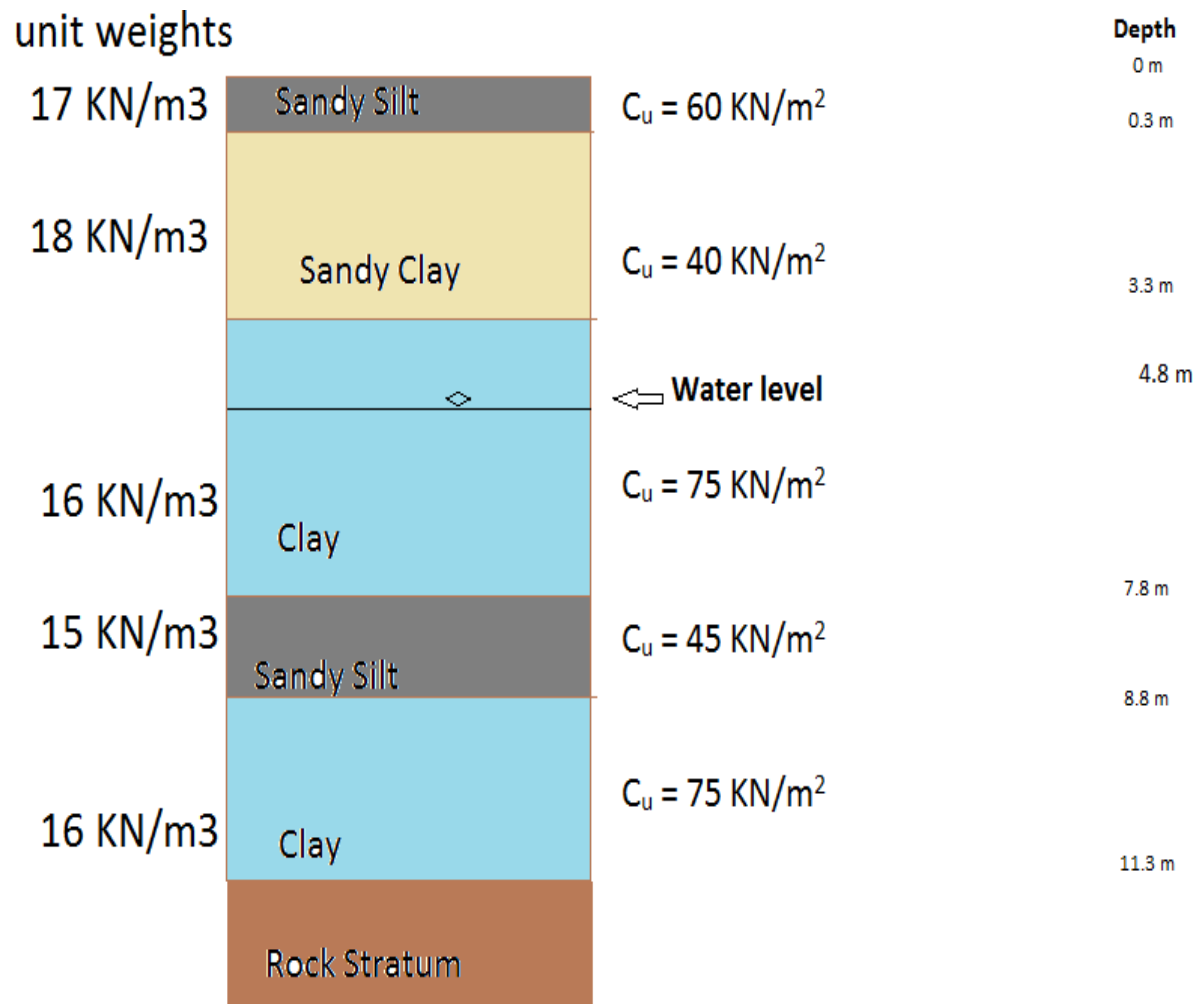 unit weights
Depth
0 m
17 KN/m3
Sandy Silt
Cᵤ = 60 KN/m²
0.3 m
18 KN/m3
Sandy Clay
Cᵤ = 40 KN/m²
3.3 m
4.8 m
Water level
16 KN/m3
Clay
Cᵤ = 75 KN/m²
7.8 m
15 KN/m3
Sandy Silt
Cᵤ = 45 KN/m²
8.8 m
16 KN/m3
Clay
Cᵤ = 75 KN/m²
11.3 m
Rock Stratum